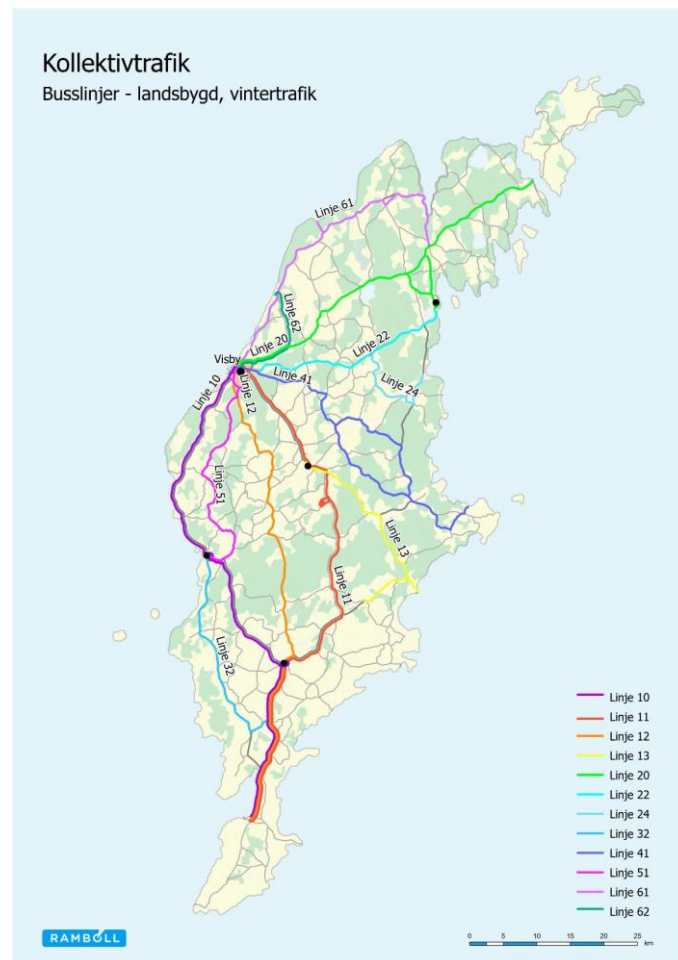 Kollektivtrafik
Busslinjer - landsbygd, vintertrafik
Linje 61
Linje 62
Linje 20
Linje 22
Visby
Linje 41
Linje 24
Linje 10
Linje 12
Linje 51
Linje 13
Linje 11
Linje 32
Linje 10
Linje 11
Linje 12
Linje 13
Linje 20
Linje 22
Linje 24
Linje 32
Linje 41
Linje 51
Linje 61
Linje 62
RAMBOLL
0 5 10 15 20 25
km